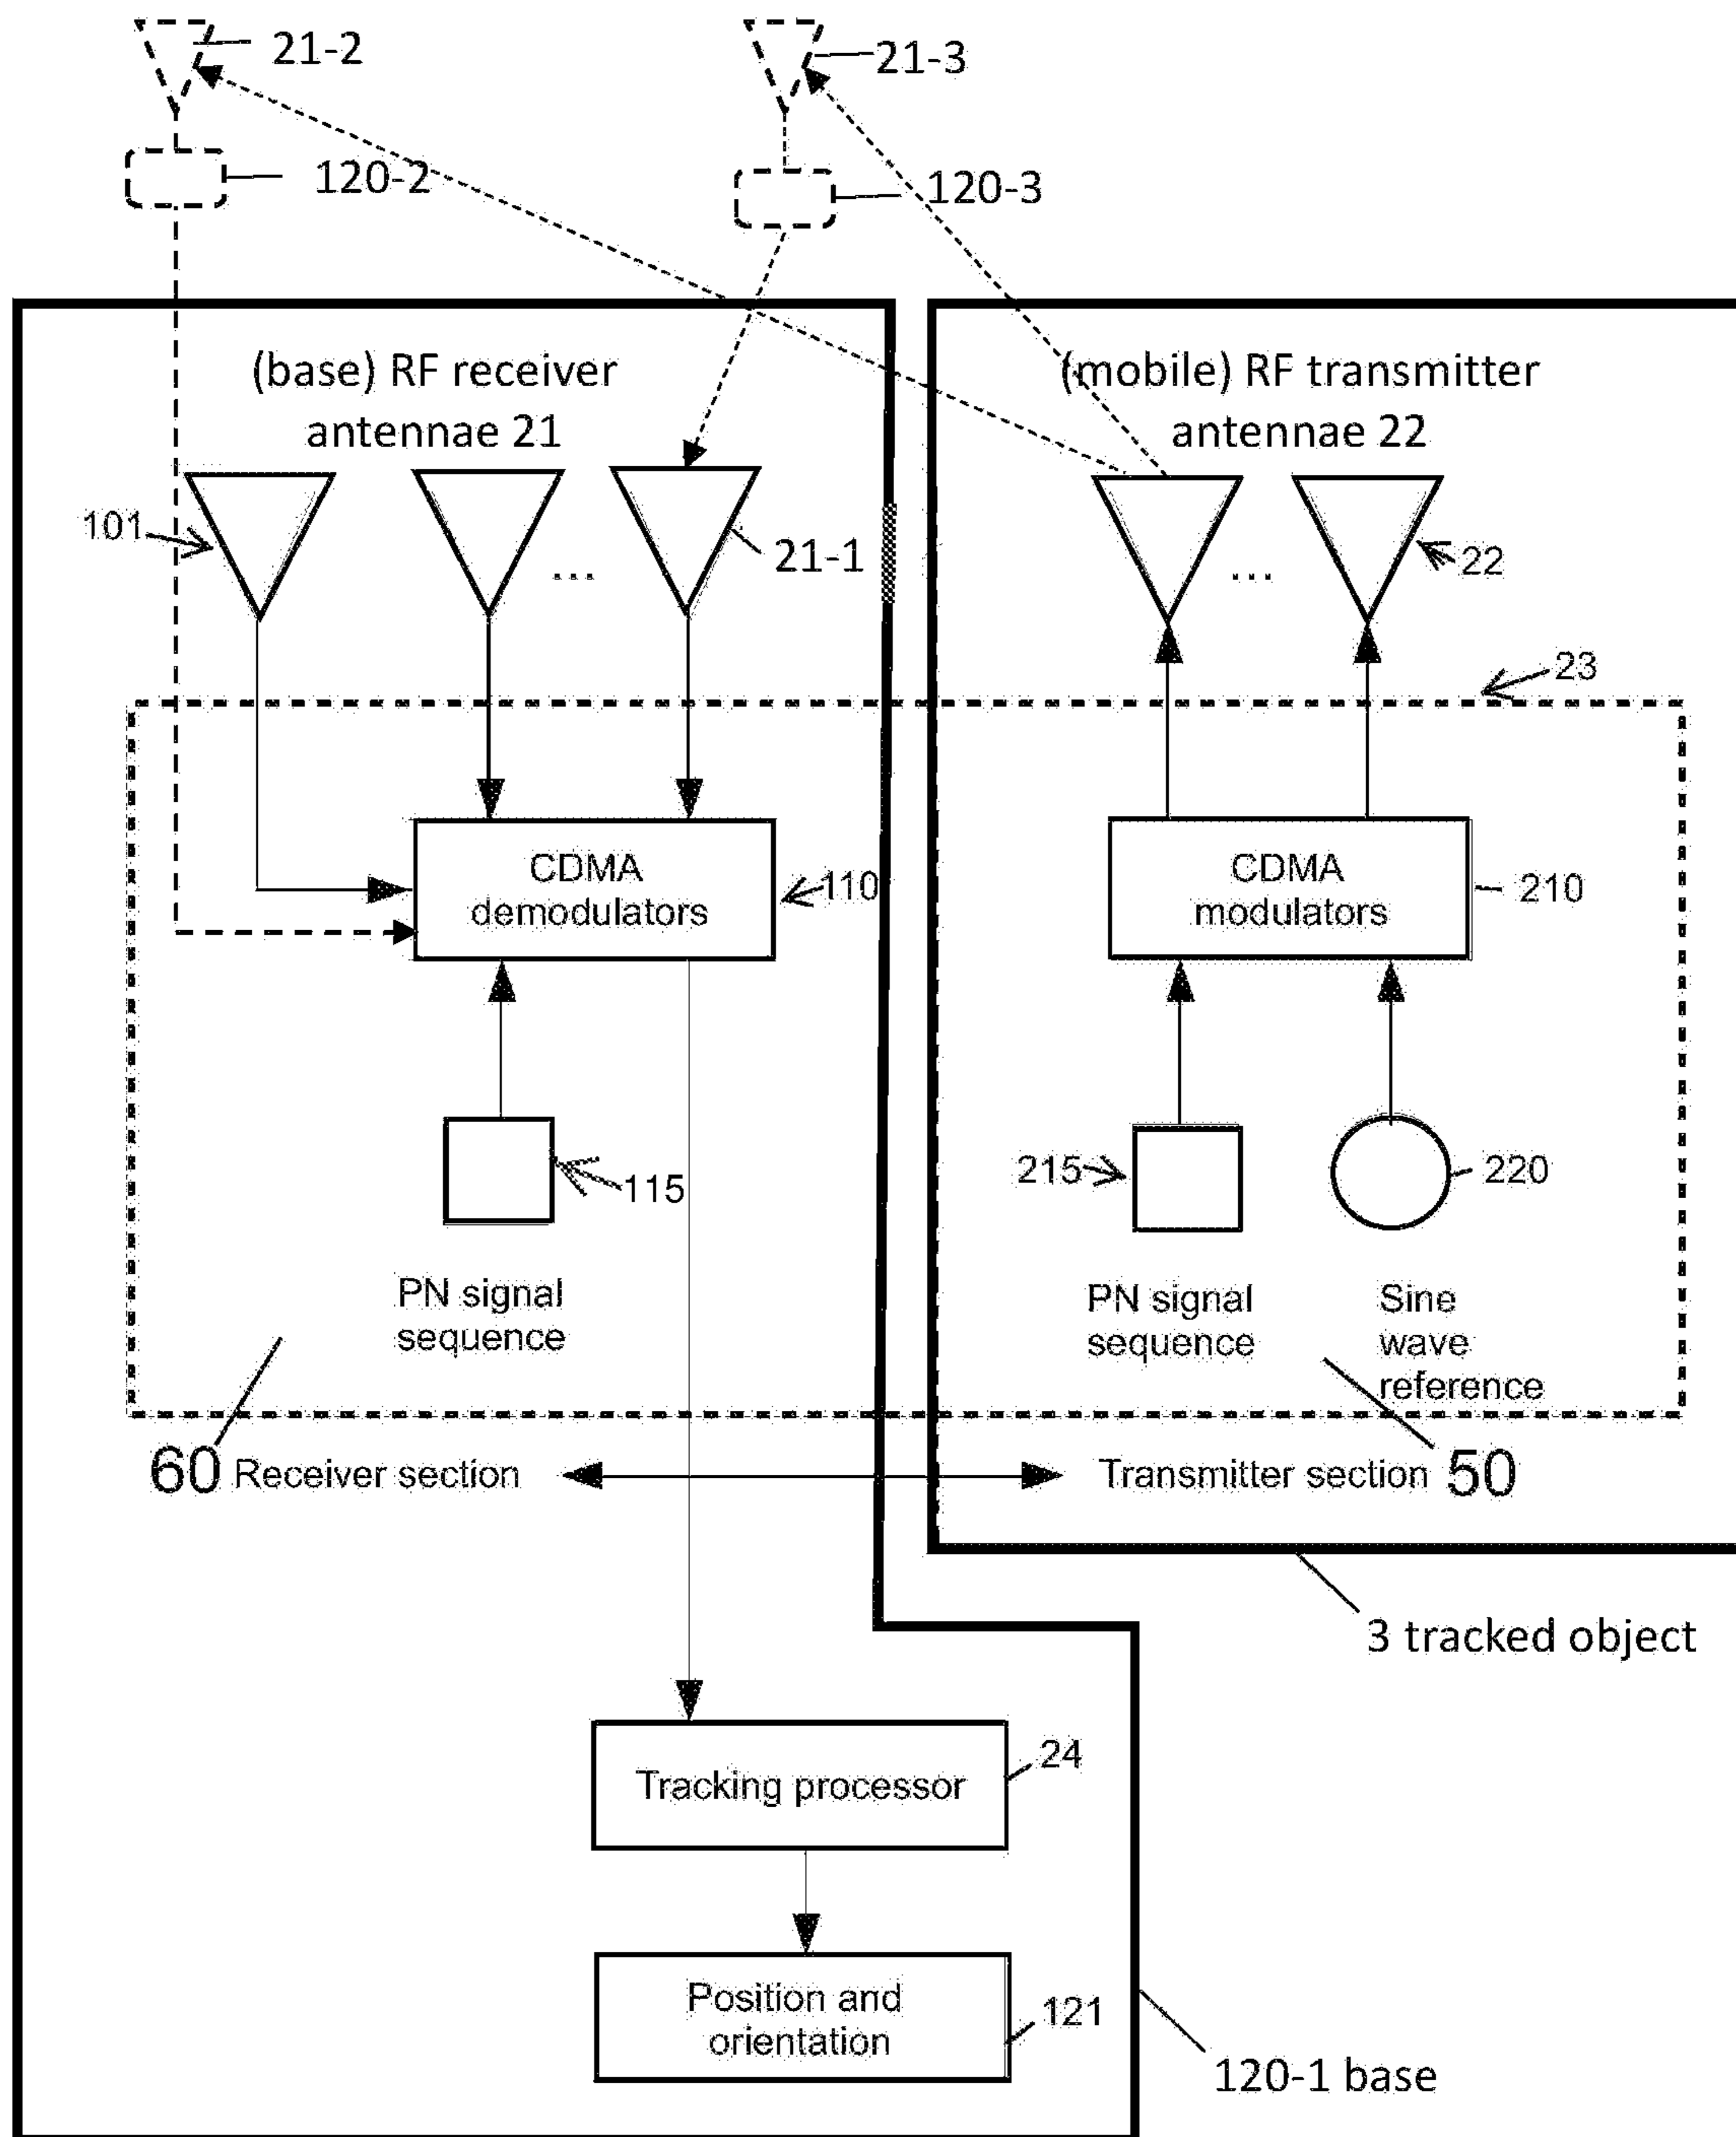 21-2
21-3
120-2
120-3
(base) RF receiver
antennae 21
(mobile) RF transmitter
antennae 22
101
21-1
...
...
22
23
CDMA
demodulators
110
CDMA
modulators
210
115
215
220
PN signal
sequence
PN signal
sequence
Sine
wave
reference
60 Receiver section
Transmitter section 50
3 tracked object
Tracking processor
24
Position and
orientation
121
120-1 base